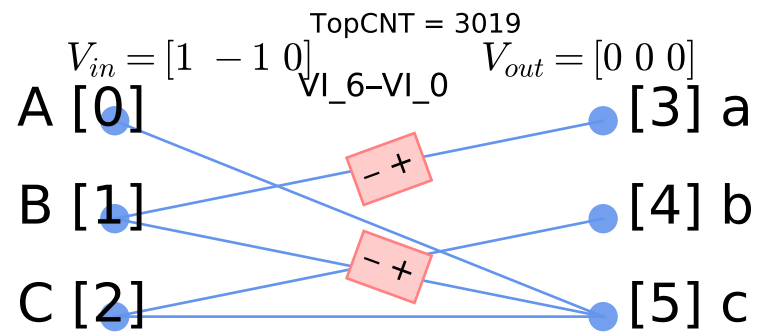 TopCNT = 3019
V_in = [1 −1 0] V_out = [0 0 0]
VI_6–VI_0
A [0] [3] a
− +
B [1] [4] b
− +
C [2] [5] c